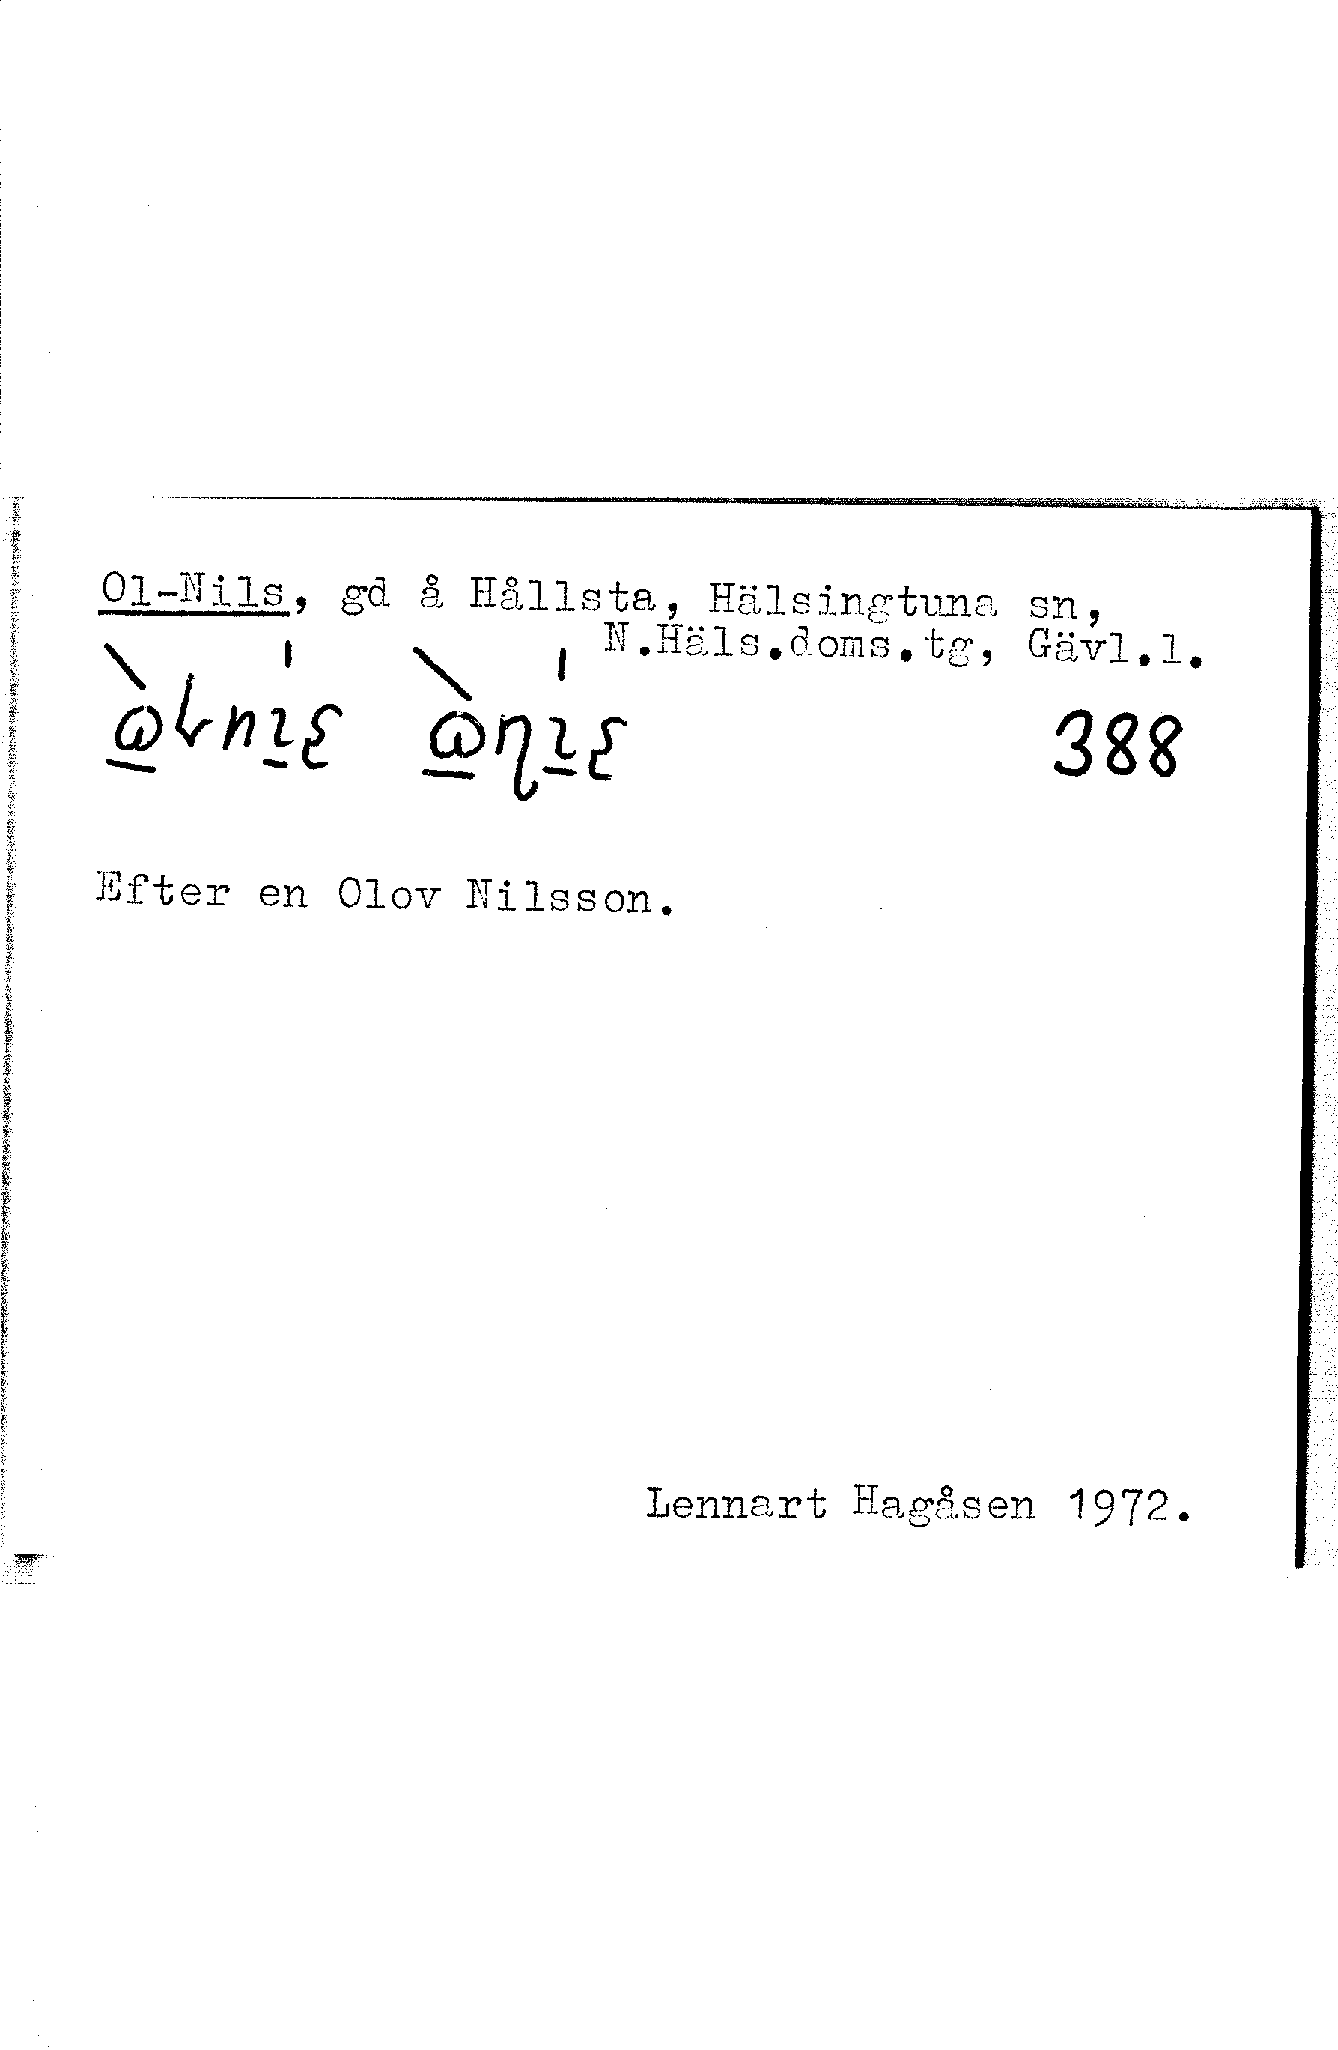 Ol-Nils, gd å Hållsta, Hälsingtuna sn,
N.Häls.doms.tg, Gävl.l.
388
Efter en Olov Nilsson.
Lennart Hagåsen 1972.